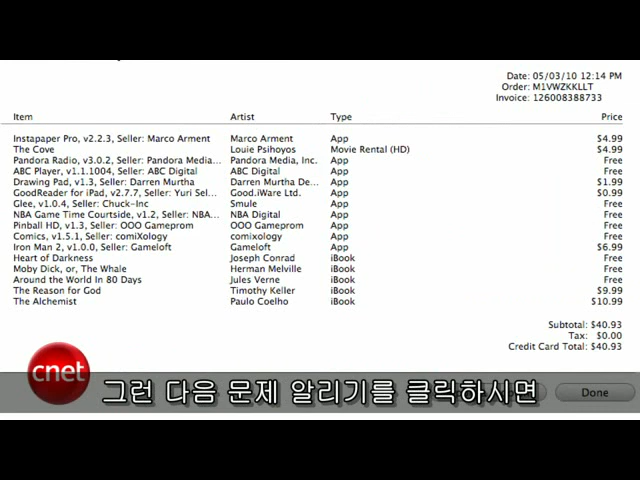 Date: 05/03/10 12:14 PM
Order: M1VWZKKLLT
Invoice: 126008388733
Item Artist Type Price
Instapaper Pro, v2.2.3, Seller: Marco Arment Marco Arment App $4.99
The Cove Louie Psihoyos Movie Rental (HD) $4.99
Pandora Radio, v3.0.2, Seller: Pandora Media... Pandora Media, Inc. App Free
ABC Player, v1.1.1004, Seller: ABC Digital ABC Digital App Free
Drawing Pad, v1.3, Seller: Darren Murtha Darren Murtha De... App $1.99
GoodReader for iPad, v2.7.7, Seller: Yuri Sel... Good.iWare Ltd. App $0.99
Glee, v1.0.4, Seller: Chuck-Inc Smule App Free
NBA Game Time Courtside, v1.2, Seller: NBA... NBA Digital App Free
Pinball HD, v1.3, Seller: OOO Gameprom OOO Gameprom App Free
Comics, v1.5.1, Seller: comiXology comixology App Free
Iron Man 2, v1.0.0, Seller: Gameloft Gameloft App $6.99
Heart of Darkness Joseph Conrad iBook Free
Moby Dick, or, The Whale Herman Melville iBook Free
Around the World In 80 Days Jules Verne iBook Free
The Reason for God Timothy Keller iBook $9.99
The Alchemist Paulo Coelho iBook $10.99
Subtotal: $40.93
Tax: $0.00
Credit Card Total: $40.93
cnet
그런 다음 문제 알리기를 클릭하시면
Done